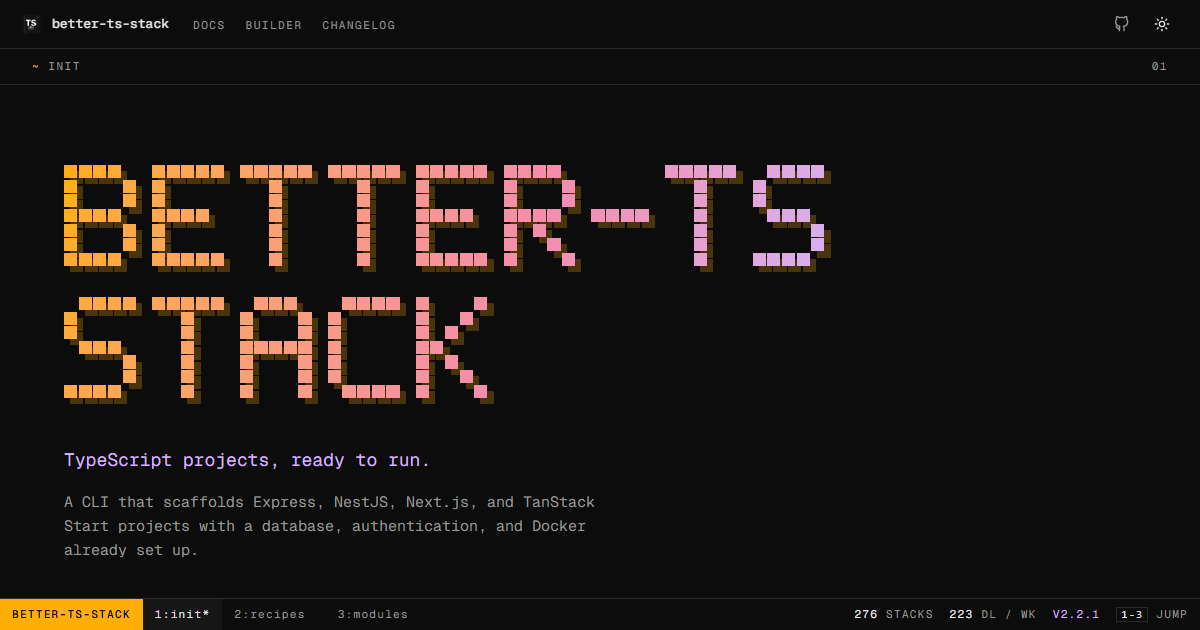 TS better-ts-stack DOCS BUILDER CHANGELOG
~ INIT 01
BETTER-TS
STACK
TypeScript projects, ready to run.
A CLI that scaffolds Express, NestJS, Next.js, and TanStack
Start projects with a database, authentication, and Docker
already set up.
BETTER-TS-STACK 1:init* 2:recipes 3:modules 276 STACKS 223 DL / WK V2.2.1 1-3 JUMP